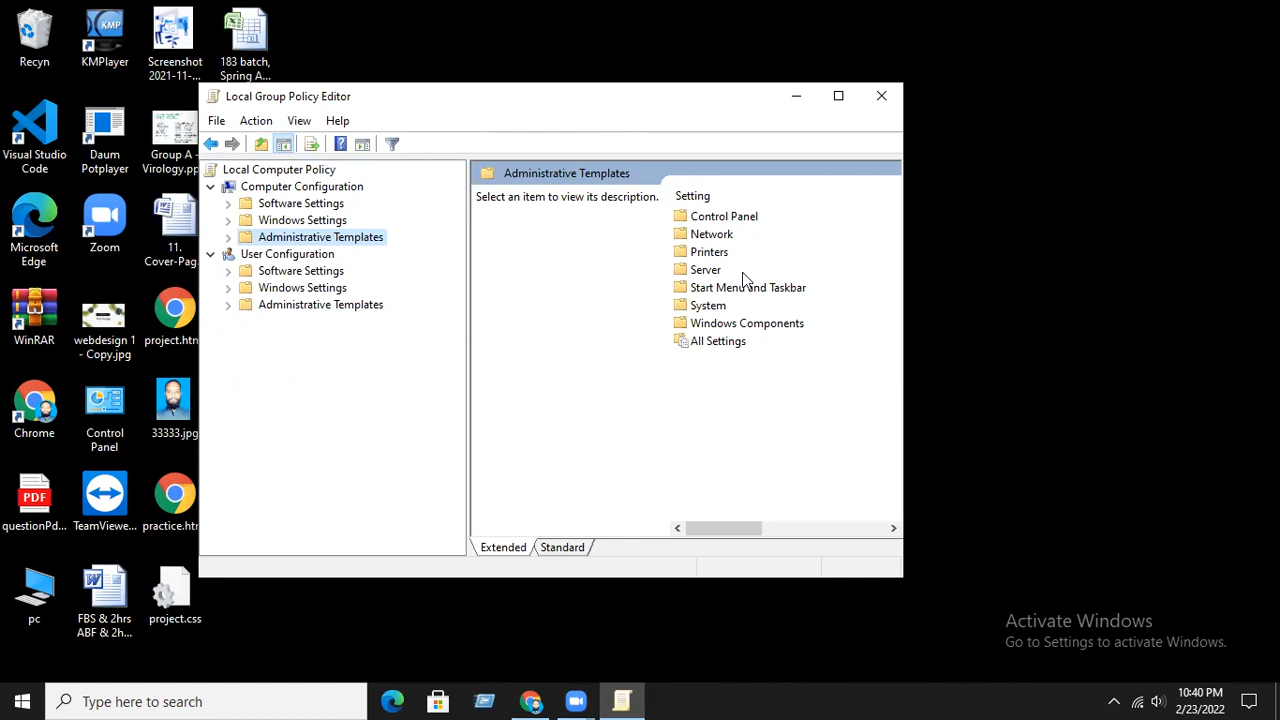 Recyn
KMPlayer
Screenshot
2021-11-...
183 batch,
Spring A...
Visual Studio
Code
Daum
Potplayer
Group A -
Virology.pp
Microsoft
Edge
Zoom
11.
Cover-Pag
WinRAR
webdesign 1
- Copy.jpg
project.htn
Chrome
Control
Panel
33333.jpg
PDF
questionPd...
TeamViewe...
practice.htn
pc
FBS & 2hrs
ABF & 2h...
project.css
Local Group Policy Editor
File Action View Help
Local Computer Policy
Computer Configuration
Software Settings
Windows Settings
Administrative Templates
User Configuration
Software Settings
Windows Settings
Administrative Templates
Administrative Templates
Select an item to view its description.
Setting
Control Panel
Network
Printers
Server
Start Menu and Taskbar
System
Windows Components
All Settings
Extended Standard
Activate Windows
Go to Settings to activate Windows.
Type here to search
10:40 PM
2/23/2022